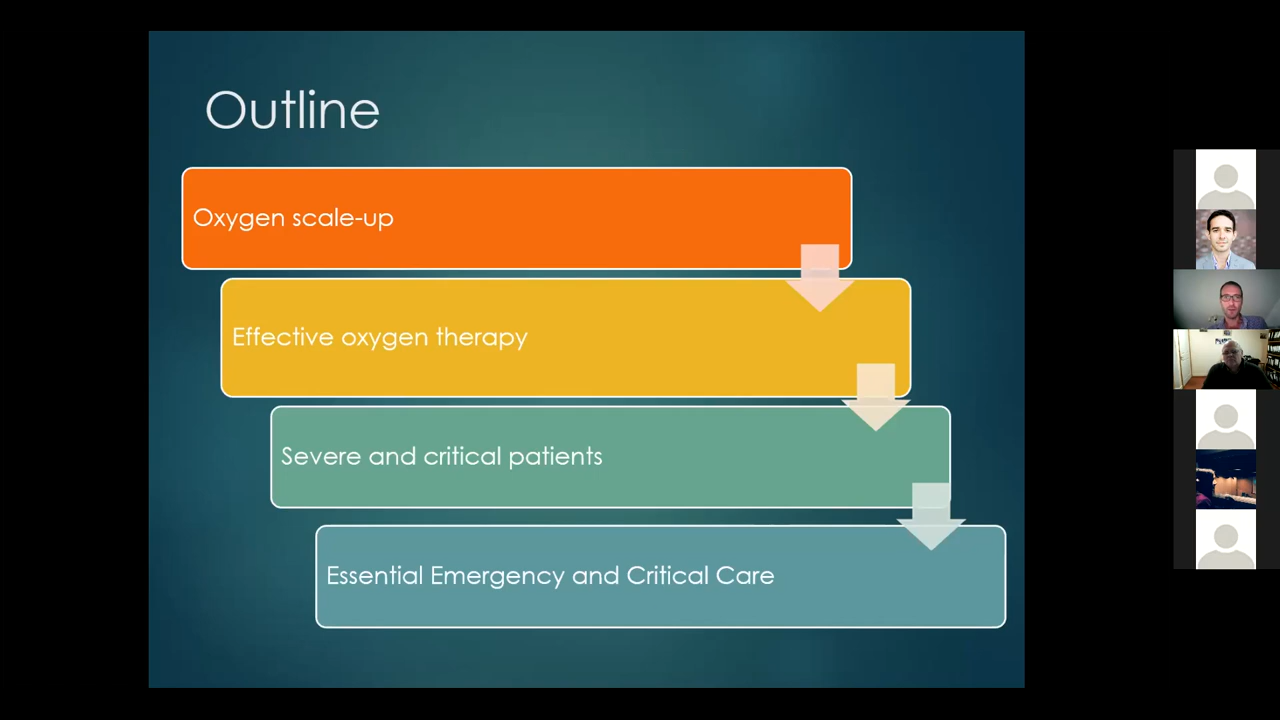 Outline
Oxygen scale-up
Effective oxygen therapy
Severe and critical patients
Essential Emergency and Critical Care